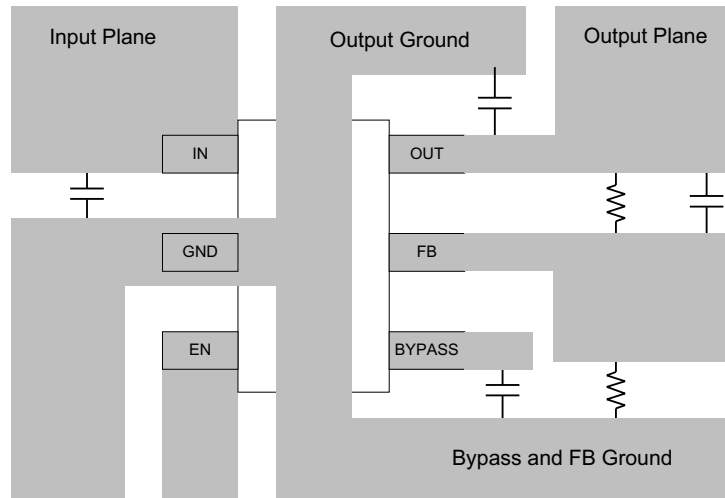 Input Plane
Output Ground
Output Plane
IN
OUT
GND
FB
EN
BYPASS
Bypass and FB Ground